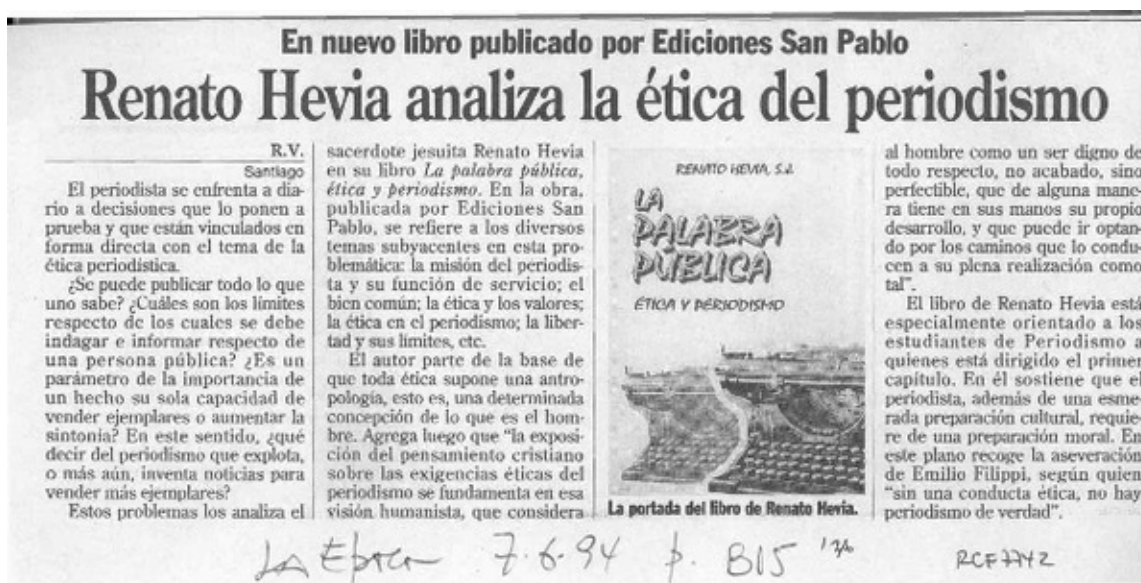 En nuevo libro publicado por Ediciones San Pablo
Renato Hevia analiza la ética del periodismo
R.V.
Santiago
El periodista se enfrenta a dia-
rio a decisiones que lo ponen a
prueba y que están vinculados en
forma directa con el tema de la
ética periodística.
¿Se puede publicar todo lo que
uno sabe? ¿Cuáles son los límites
respecto de los cuales se debe
indagar e informar respecto de
una persona pública? ¿Es un
parámetro de la importancia de
un hecho su sola capacidad de
vender ejemplares o aumentar la
sintonía? En este sentido, ¿qué
decir del periodismo que explota,
o más aún, inventa noticias para
vender más ejemplares?
Estos problemas los analiza el
sacerdote jesuita Renato Hevia
en su libro La palabra pública,
ética y periodismo. En la obra,
publicada por Ediciones San
Pablo, se refiere a los diversos
temas subyacentes en esta pro-
blemática: la misión del periodis-
ta y su función de servicio; el
bien común; la ética y los valores;
la ética en el periodismo; la liber-
tad y sus límites, etc.
El autor parte de la base de
que toda ética supone una antro-
pología, esto es, una determinada
concepción de lo que es el hom-
bre. Agrega luego que "la exposi-
ción del pensamiento cristiano
sobre las exigencias éticas del
periodismo se fundamenta en esa
visión humanista, que considera
RENATO HEVIA, S.J.
LA
PALABRA
PÚBLICA
ÉTICA Y PERIODISMO
La portada del libro de Renato Hevia.
al hombre como un ser digno de
todo respecto, no acabado, sino
perfectible, que de alguna mane-
ra tiene en sus manos su propio
desarrollo, y que puede ir optan-
do por los caminos que lo condu-
cen a su plena realización como
tal".
El libro de Renato Hevia está
especialmente orientado a los
estudiantes de Periodismo a
quienes está dirigido el primer
capítulo. En él sostiene que el
periodista, además de una esme-
rada preparación cultural, requie-
re de una preparación moral. En
este plano recoge la aseveración
de Emilio Filippi, según quien
"sin una conducta ética, no hay
periodismo de verdad".
La Epoca 7.6.94 p. B15
RCF7742